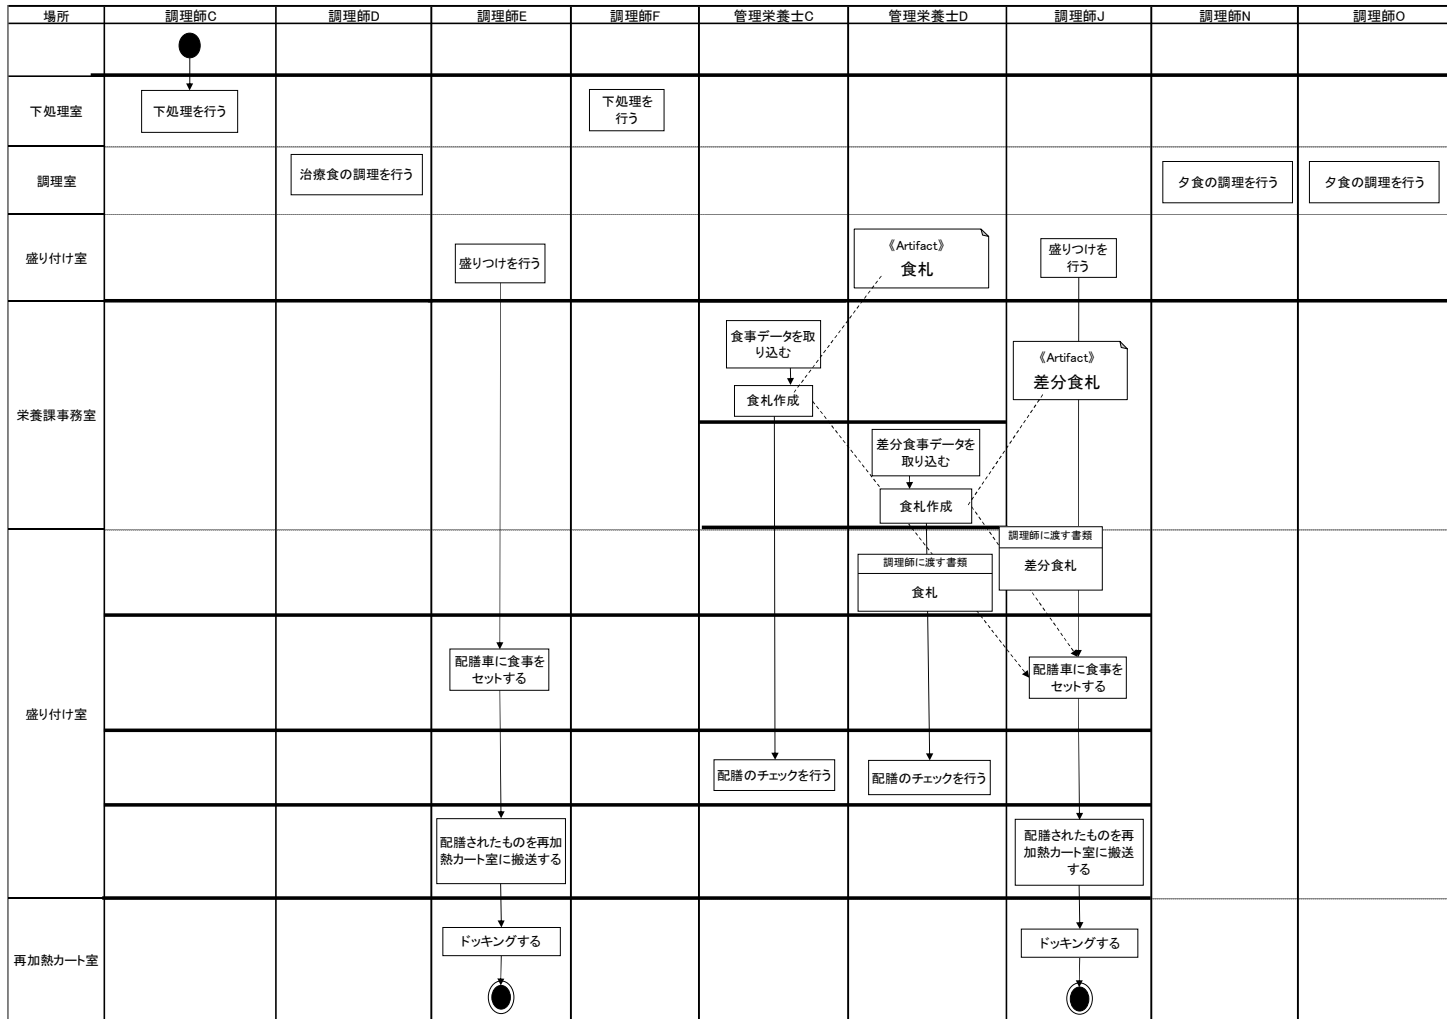 場所
調理師C
調理師D
調理師E
調理師F
管理栄養士C
管理栄養士D
調理師J
調理師N
調理師O
下処理室
下処理を行う
下処理を
行う
調理室
治療食の調理を行う
夕食の調理を行う
夕食の調理を行う
盛り付け室
盛りつけを行う
《Artifact》
食札
盛りつけを
行う
栄養課事務室
食事データを取
り込む
食札作成
《Artifact》
差分食札
差分食事データを
取り込む
食札作成
盛り付け室
調理師に渡す書類
食札
調理師に渡す書類
差分食札
配膳車に食事を
セットする
配膳車に食事を
セットする
配膳のチェックを行う
配膳のチェックを行う
配膳されたものを再加
熱カート室に搬送する
配膳されたものを再
加熱カート室に搬送
する
再加熱カート室
ドッキングする
ドッキングする